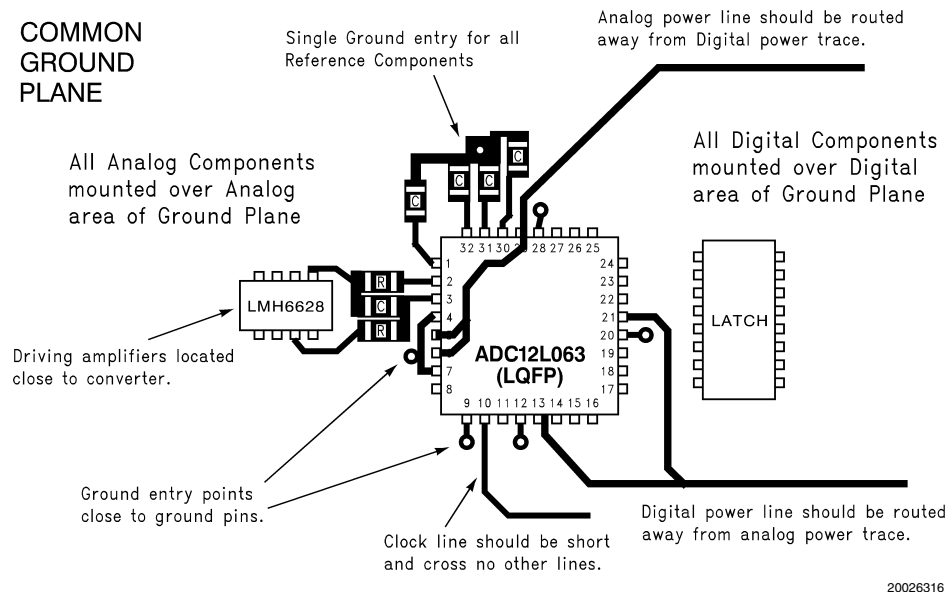 COMMON
GROUND
PLANE
Single Ground entry for all
Reference Components
Analog power line should be routed
away from Digital power trace.
All Analog Components
mounted over Analog
area of Ground Plane
All Digital Components
mounted over Digital
area of Ground Plane
C
C
C
C
32 31 30 28 27 26 25
1
2
3
4
7
8
24
23
22
21
20
19
18
17
R
C
R
LMH6628
LATCH
ADC12L063
(LQFP)
9 10 11 12 13 14 15 16
Driving amplifiers located
close to converter.
Ground entry points
close to ground pins.
Clock line should be short
and cross no other lines.
Digital power line should be routed
away from analog power trace.
20026316